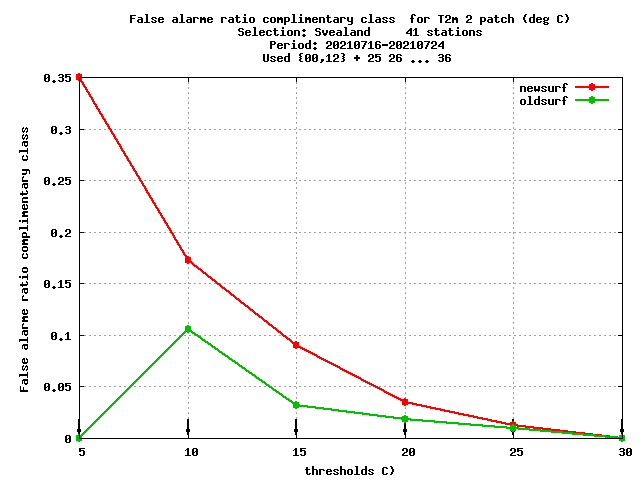 False alarme ratio complimentary class  for T2m 2 patch (deg C)
Selection: Svealand     41 stations
Period: 20210716-20210724
Used {00,12} + 25 26 ... 36
newsurf
oldsurf
False alarme ratio complimentary class
0.35
0.3
0.25
0.2
0.15
0.1
0.05
0
5 10 15 20 25 30
thresholds C)